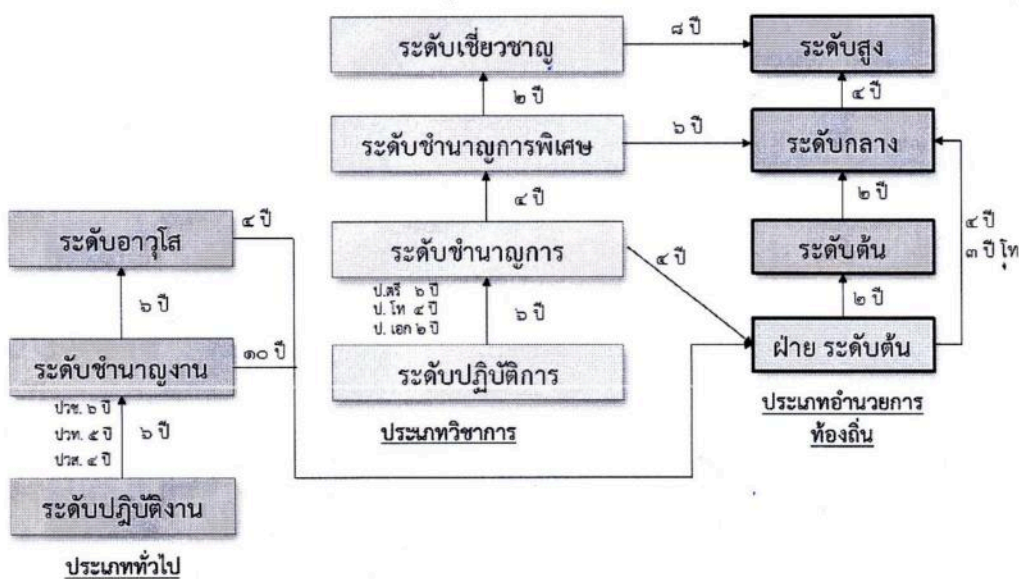 ระดับเชี่ยวชาญ
๘ ปี
ระดับสูง
๒ ปี
๔ ปี
ระดับชำนาญการพิเศษ
๖ ปี
ระดับกลาง
๔ ปี
๒ ปี
๔ ปี
๓ ปี โท
ระดับอาวุโส
๔ ปี
ระดับชำนาญการ
๔ ปี
ระดับต้น
๖ ปี
ป.ตรี ๖ ปี
ป. โท ๔ ปี
ป. เอก ๒ ปี
๖ ปี
๒ ปี
ระดับชำนาญงาน
๑๐ ปี
ระดับปฏิบัติการ
ฝ่าย ระดับต้น
ปวช. ๖ ปี
ปวท. ๕ ปี
ปวส. ๔ ปี
๖ ปี
ประเภทวิชาการ
ประเภทอำนวยการ
ท้องถิ่น
ระดับปฏิบัติงาน
ประเภททั่วไป